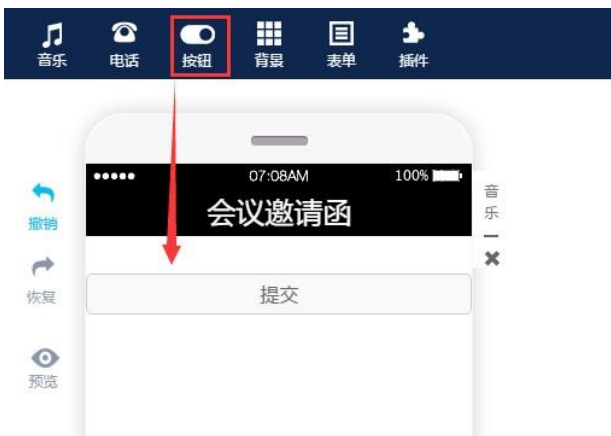 音乐 电话 按钮 背景 表单 插件
07:08AM 100%
会议邀请函
音
乐
撤销
恢复
提交
预览